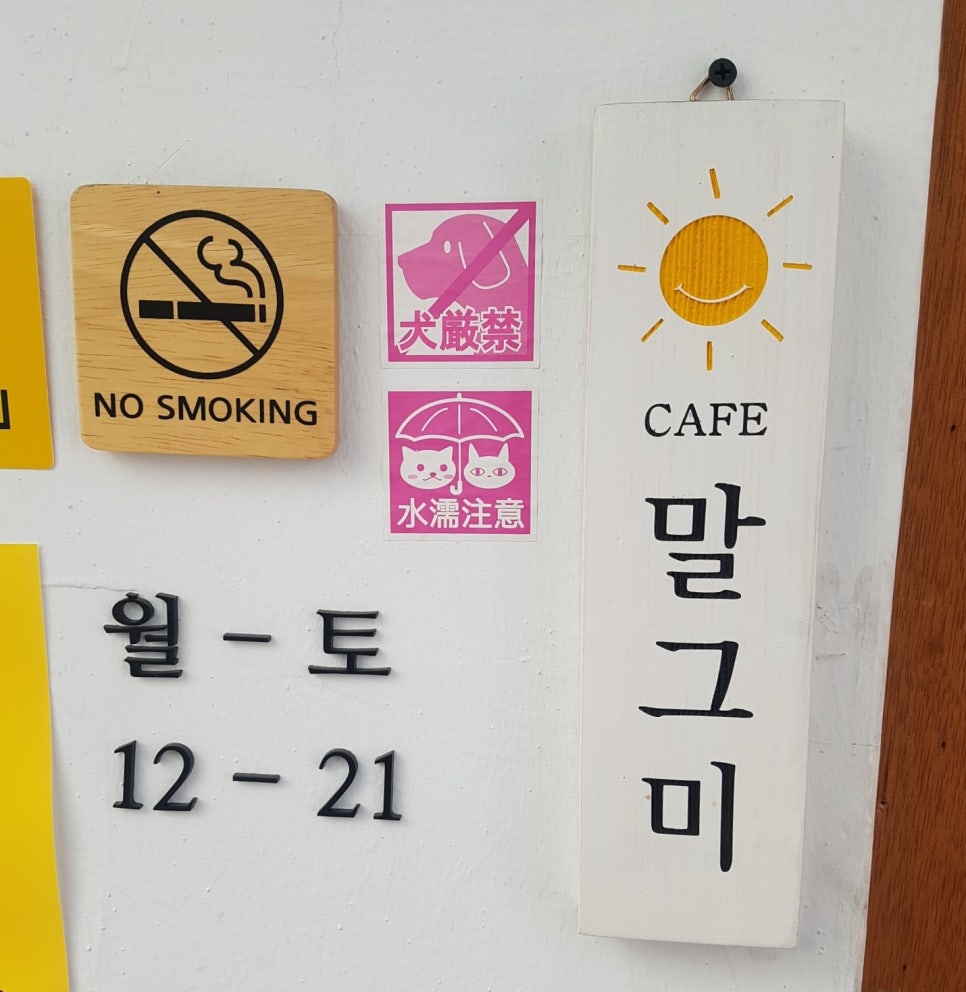 NO SMOKING
犬厳禁
水濡注意
월 - 토
12 - 21
CAFE
말
그
미